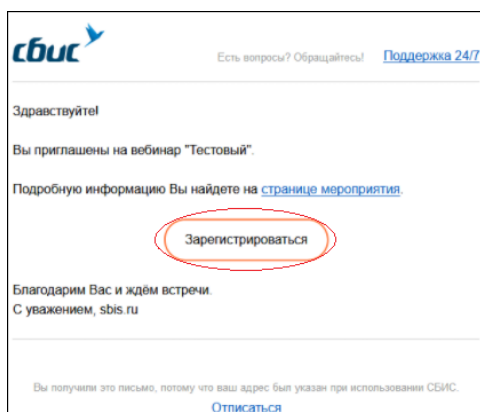 сбис
Есть вопросы? Обращайтесь! Поддержка 24/7
Здравствуйте!
Вы приглашены на вебинар "Тестовый".
Подробную информацию Вы найдете на странице мероприятия.
Зарегистрироваться
Благодарим Вас и ждём встречи.
С уважением, sbis.ru
Вы получили это письмо, потому что ваш адрес был указан при использовании СБИС.
Отписаться